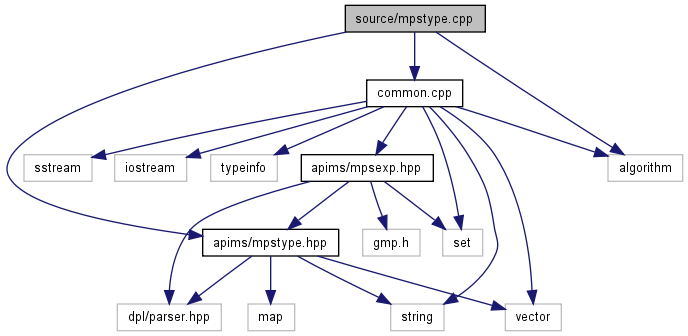 source/mpstype.cpp
common.cpp
sstream
iostream
typeinfo
apims/mpsexp.hpp
algorithm
apims/mpstype.hpp
gmp.h
set
dpl/parser.hpp
map
string
vector